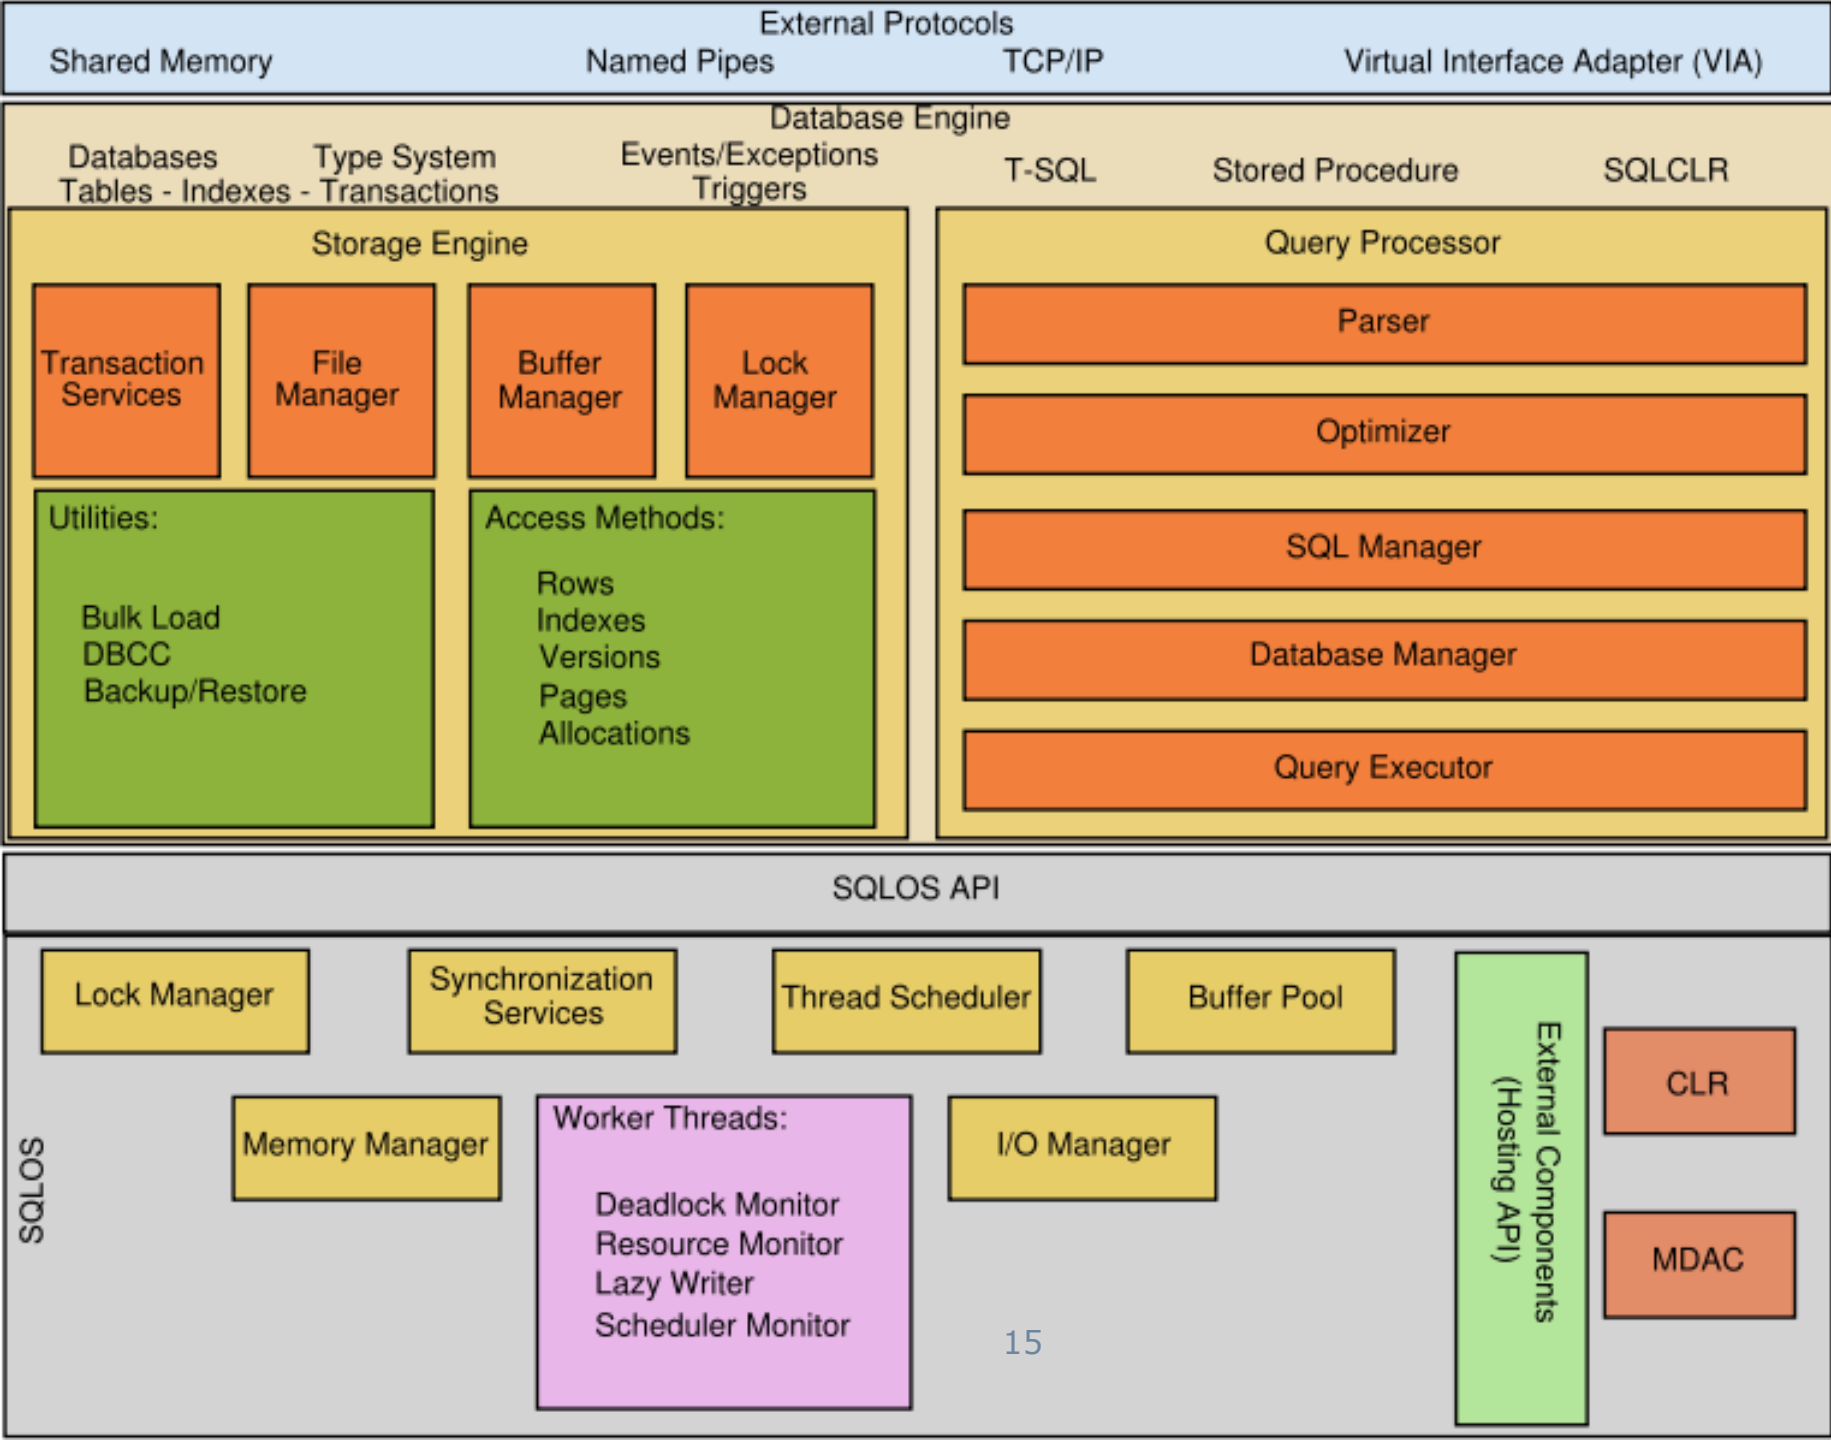 External Protocols
Shared Memory Named Pipes TCP/IP Virtual Interface Adapter (VIA)
Database Engine
Databases Type System Events/Exceptions
Tables - Indexes - Transactions Triggers
T-SQL Stored Procedure SQLCLR
Storage Engine
Transaction
Services
File
Manager
Buffer
Manager
Lock
Manager
Utilities:
Bulk Load
DBCC
Backup/Restore
Access Methods:
Rows
Indexes
Versions
Pages
Allocations
Query Processor
Parser
Optimizer
SQL Manager
Database Manager
Query Executor
SQLOS API
SQLOS
Lock Manager
Synchronization
Services
Thread Scheduler
Buffer Pool
Memory Manager
Worker Threads:
Deadlock Monitor
Resource Monitor
Lazy Writer
Scheduler Monitor
I/O Manager
External Components
(Hosting API)
CLR
MDAC
15